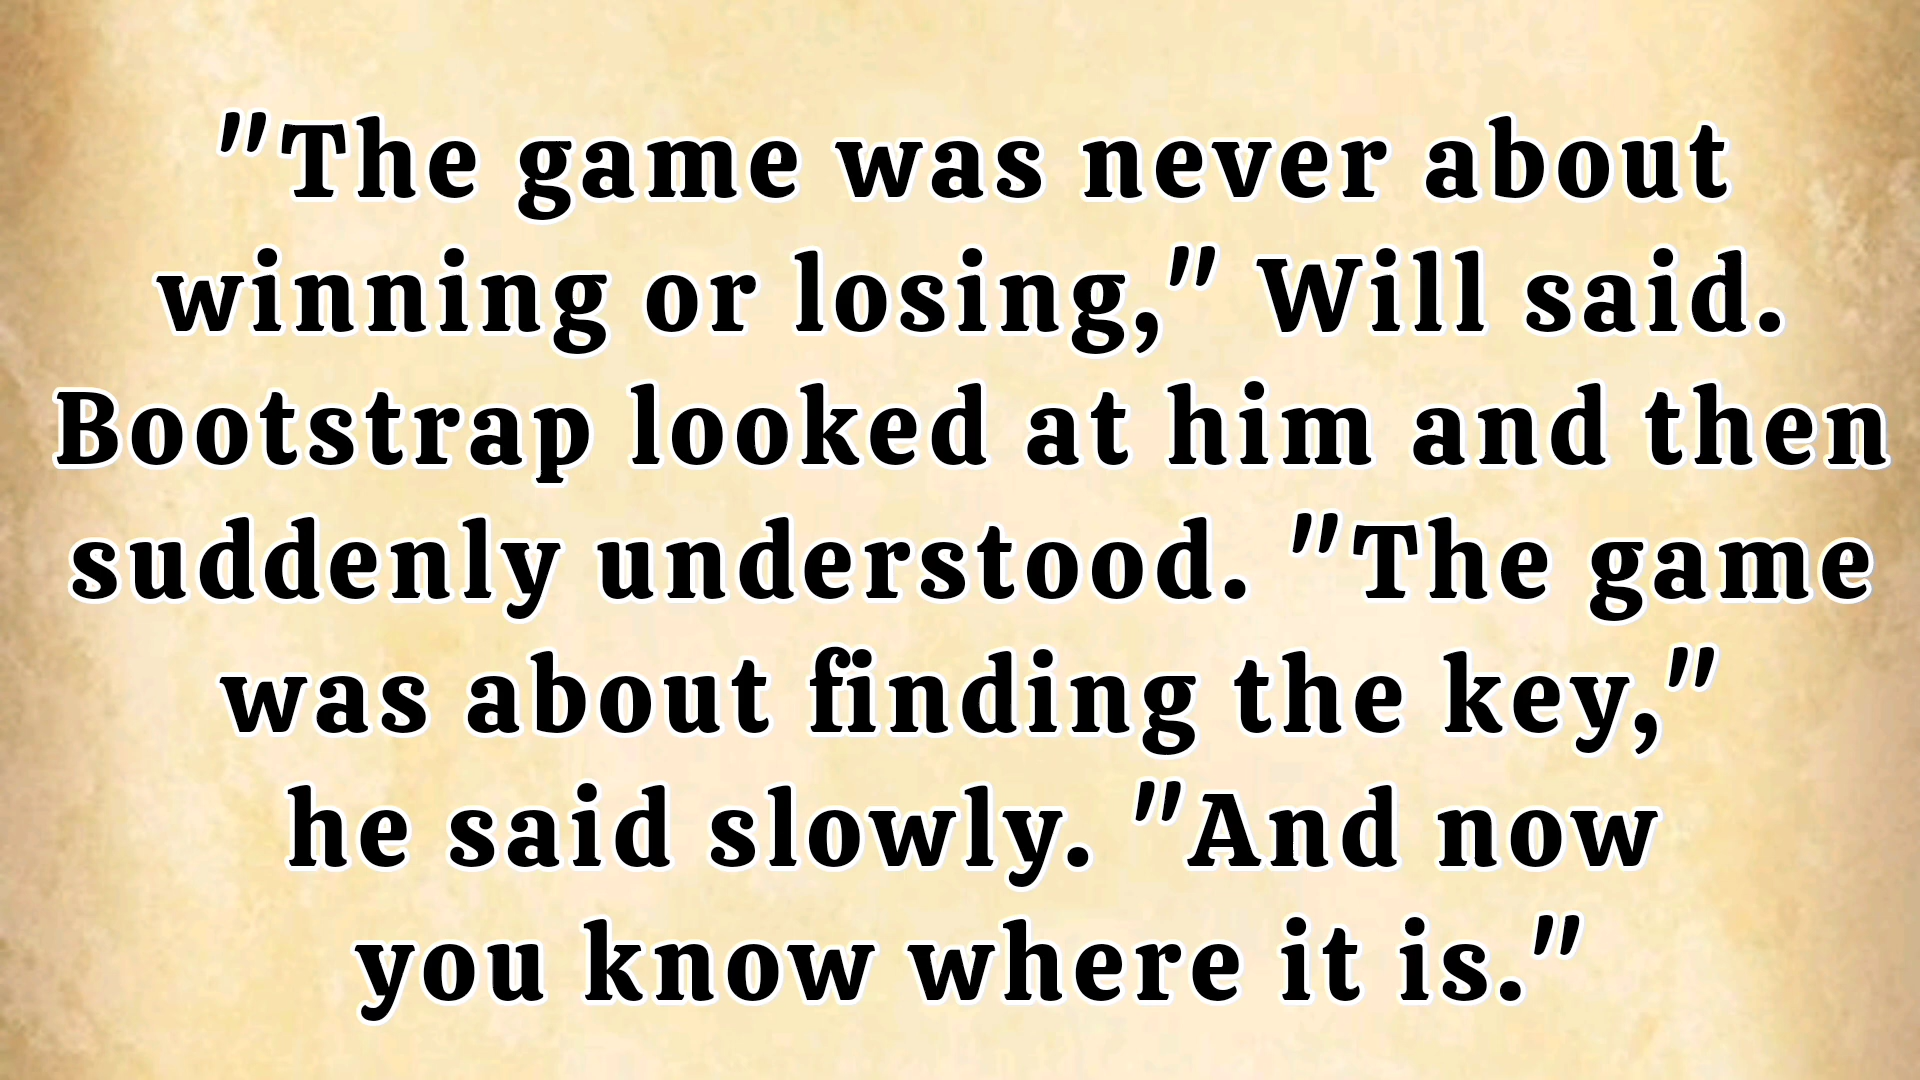 "The game was never about
winning or losing," Will said.
Bootstrap looked at him and then
suddenly understood. "The game
was about finding the key,"
he said slowly. "And now
you know where it is."